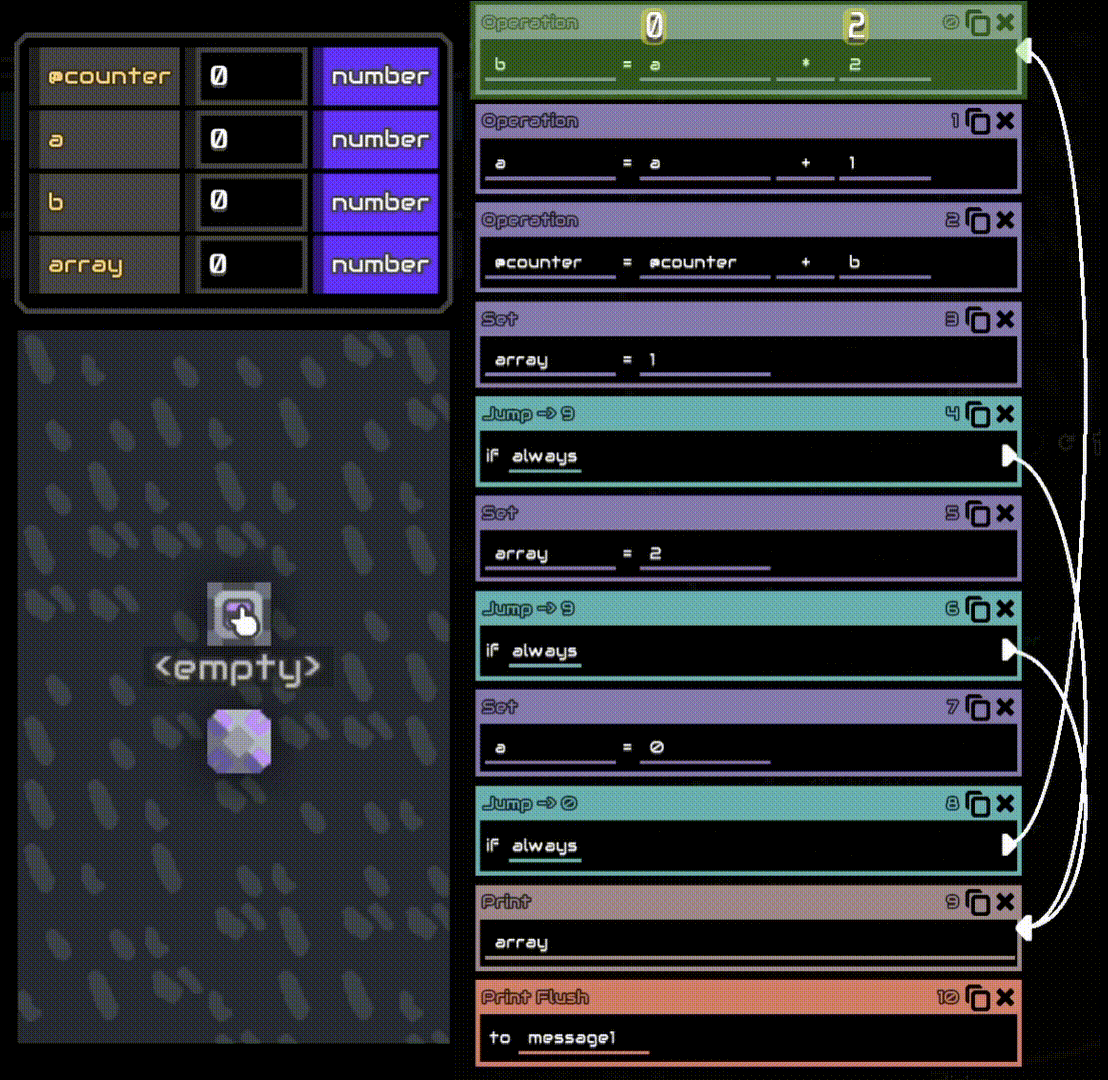 @counter 0 number
a 0 number
b 0 number
array 0 number
<empty>
Operation 0 2 0
b = a * 2
Operation 1
a = a + 1
Operation 2
@counter = @counter + b
Set 3
array = 1
Jump -> 9 4
if always
Set 5
array = 2
Jump -> 9 6
if always
Set 7
a = 0
Jump -> 0 8
if always
Print 9
array
Print Flush 10
to message1